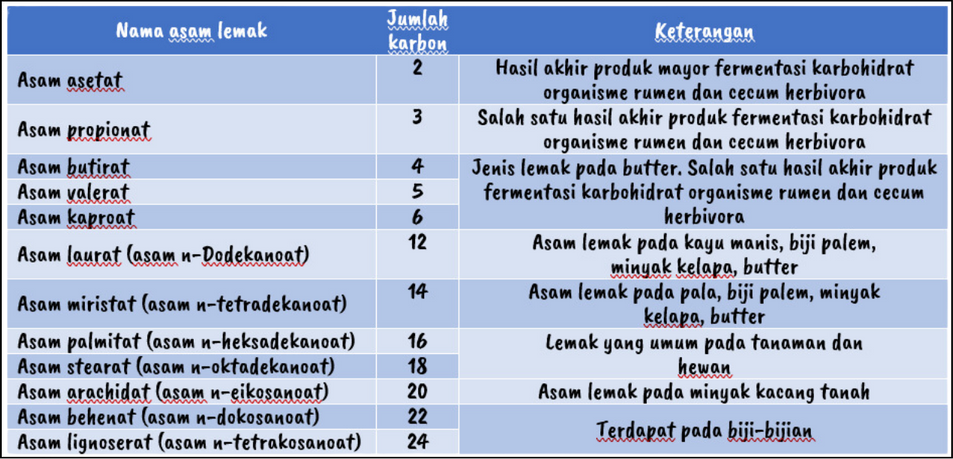 Nama asam lemak
Jumlah
karbon
Keterangan
Asam asetat
2
Hasil akhir produk mayor fermentasi karbohidrat
organisme rumen dan cecum herbivora
Asam propionat
3
Salah satu hasil akhir produk fermentasi karbohidrat
organisme rumen dan cecum herbivora
Asam butirat
4
Jenis lemak pada butter. Salah satu hasil akhir produk
fermentasi karbohidrat organisme rumen dan cecum
herbivora
Asam valerat
5
Asam kaproat
6
Asam laurat (asam n-Dodekanoat)
12
Asam lemak pada kayu manis, biji palem,
minyak kelapa, butter
Asam miristat (asam n-tetradekanoat)
14
Asam lemak pada pala, biji palem, minyak
kelapa, butter
Asam palmitat (asam n-heksadekanoat)
16
Lemak yang umum pada tanaman dan
hewan
Asam stearat (asam n-oktadekanoat)
18
Asam arachidat (asam n-eikosanoat)
20
Asam lemak pada minyak kacang tanah
Asam behenat (asam n-dokosanoat)
22
Terdapat pada biji-bijian
Asam lignoserat (asam n-tetrakosanoat)
24